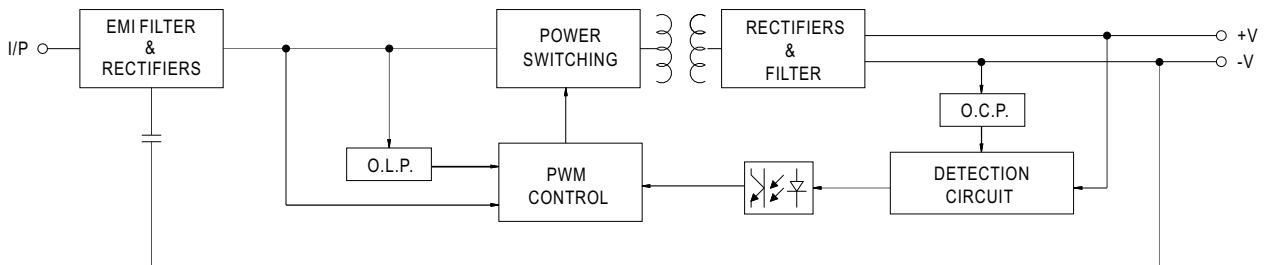 I/P
EMI FILTER
&
RECTIFIERS
POWER
SWITCHING
RECTIFIERS
&
FILTER
+V
-V
O.C.P.
O.L.P.
PWM
CONTROL
DETECTION
CIRCUIT